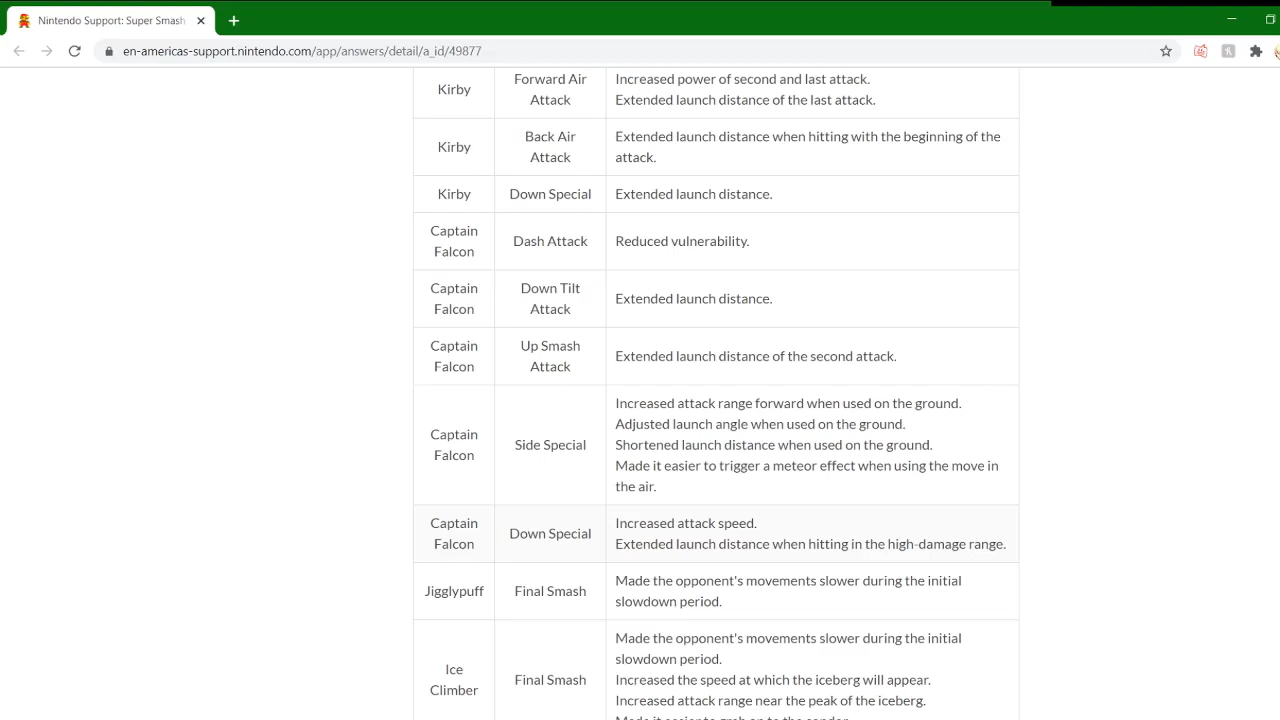 Nintendo Support: Super Smash
en-americas-support.nintendo.com/app/answers/detail/a_id/49877
Kirby
Forward Air
Attack
Increased power of second and last attack.
Extended launch distance of the last attack.
Kirby
Back Air
Attack
Extended launch distance when hitting with the beginning of the
attack.
Kirby
Down Special
Extended launch distance.
Captain
Falcon
Dash Attack
Reduced vulnerability.
Captain
Falcon
Down Tilt
Attack
Extended launch distance.
Captain
Falcon
Up Smash
Attack
Extended launch distance of the second attack.
Captain
Falcon
Side Special
Increased attack range forward when used on the ground.
Adjusted launch angle when used on the ground.
Shortened launch distance when used on the ground.
Made it easier to trigger a meteor effect when using the move in
the air.
Captain
Falcon
Down Special
Increased attack speed.
Extended launch distance when hitting in the high-damage range.
Jigglypuff
Final Smash
Made the opponent's movements slower during the initial
slowdown period.
Ice
Climber
Final Smash
Made the opponent's movements slower during the initial
slowdown period.
Increased the speed at which the iceberg will appear.
Increased attack range near the peak of the iceberg.